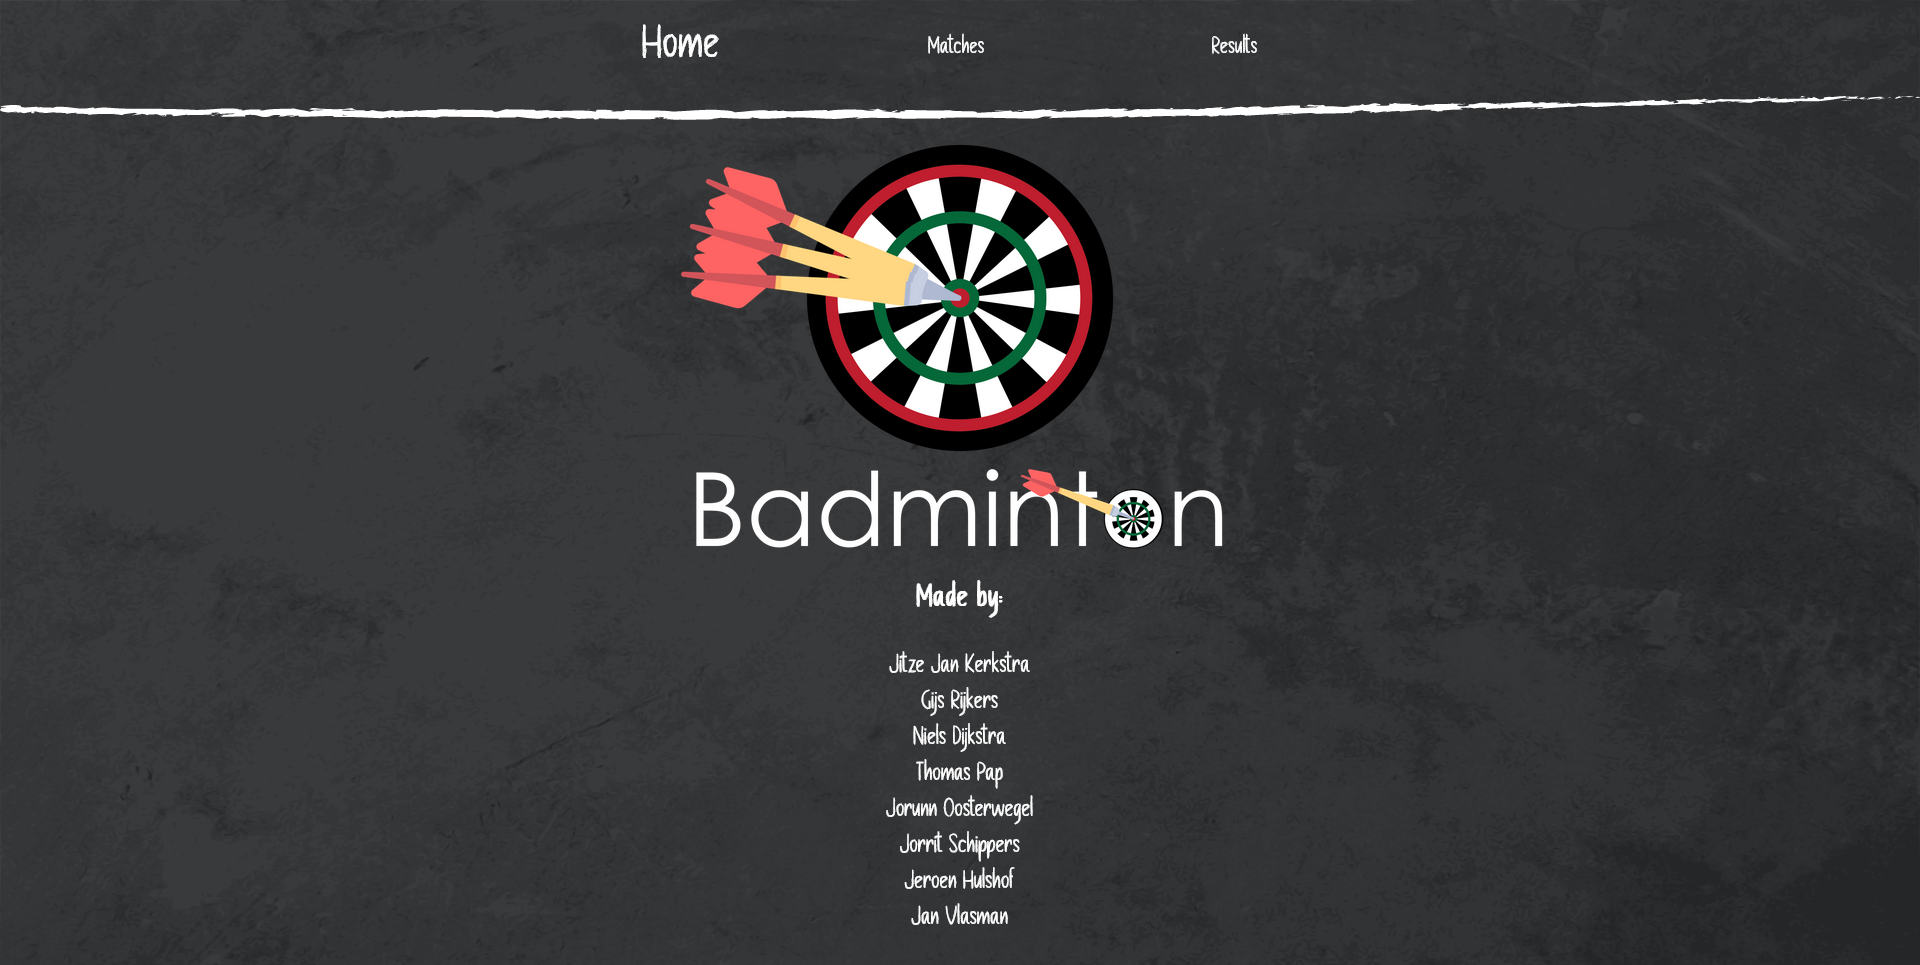 Home Matches Results
Badminton
Made by:
Jitze Jan Kerkstra
Gijs Rijkers
Niels Dijkstra
Thomas Pap
Jorunn Oosterwegel
Jorrit Schippers
Jeroen Hulshof
Jan Vlasman